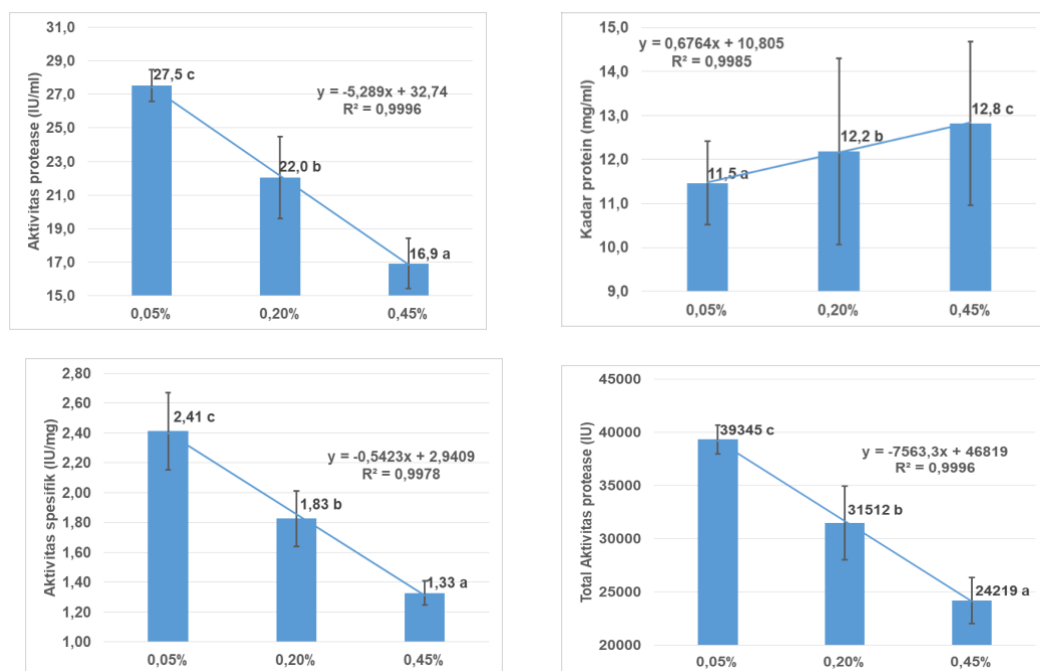 31,0
29,0
27,0
25,0
23,0
21,0
19,0
17,0
15,0
Aktivitas protease (IU/ml)
27,5 c
22,0 b
16,9 a
y = -5,289x + 32,74
R² = 0,9996
0,05%
0,20%
0,45%
15,0
14,0
13,0
12,0
11,0
10,0
9,0
Kadar protein (mg/ml)
y = 0,6764x + 10,805
R² = 0,9985
11,5 a
12,2 b
12,8 c
0,05%
0,20%
0,45%
2,80
2,60
2,40
2,20
2,00
1,80
1,60
1,40
1,20
1,00
Aktivitas spesifik (IU/mg)
2,41 c
1,83 b
1,33 a
y = -0,5423x + 2,9409
R² = 0,9978
0,05%
0,20%
0,45%
45000
40000
35000
30000
25000
20000
Total Aktivitas protease (IU)
39345 c
31512 b
24219 a
y = -7563,3x + 46819
R² = 0,9996
0,05%
0,20%
0,45%